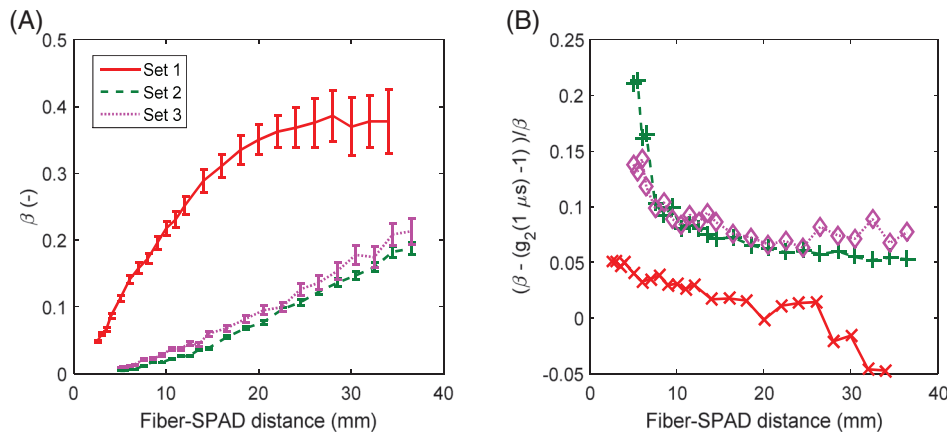 (A)
0.5
0.4
0.3
0.2
0.1
0
β (-)
Set 1
Set 2
Set 3
0
10
20
30
40
Fiber-SPAD distance (mm)
(B)
0.25
0.2
0.15
0.1
0.05
0
-0.05
(β - (g₂(1 μs) -1) )/β
0
10
20
30
40
Fiber-SPAD distance (mm)